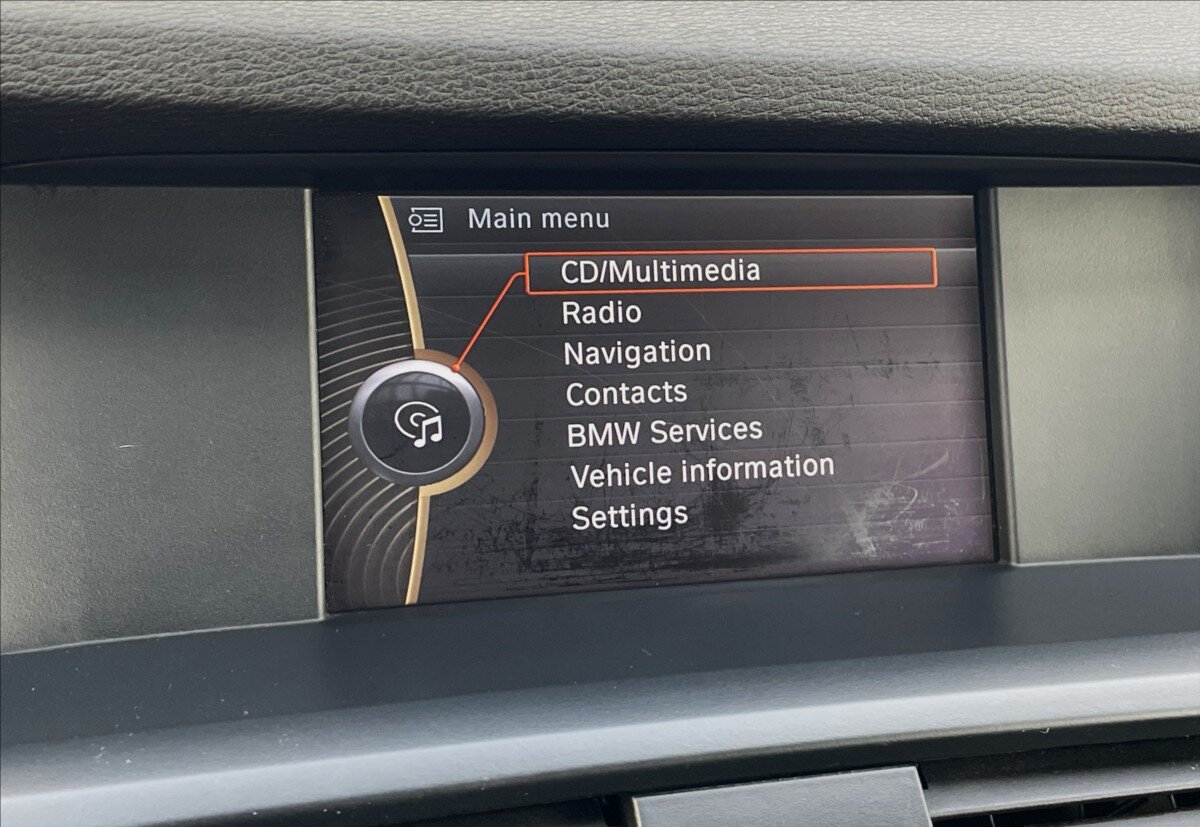 Main menu
CD/Multimedia
Radio
Navigation
Contacts
BMW Services
Vehicle information
Settings